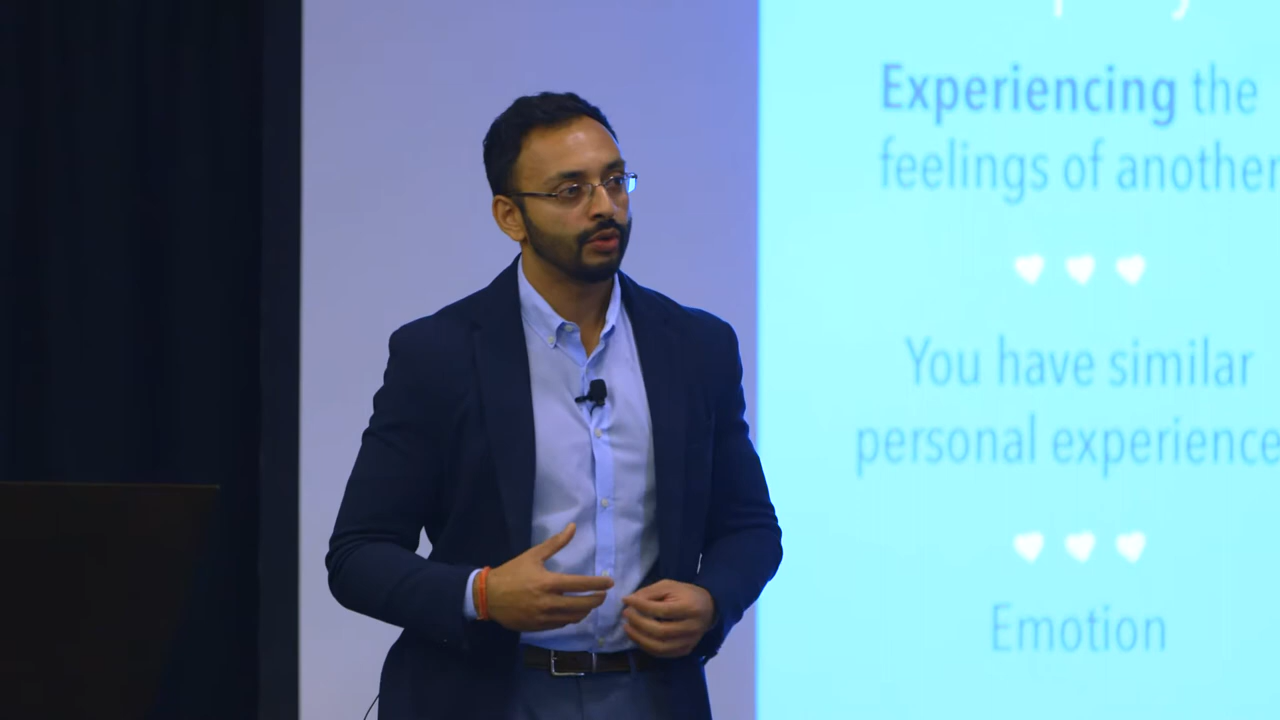 Experiencing the
feelings of another
You have similar
personal experience
Emotion